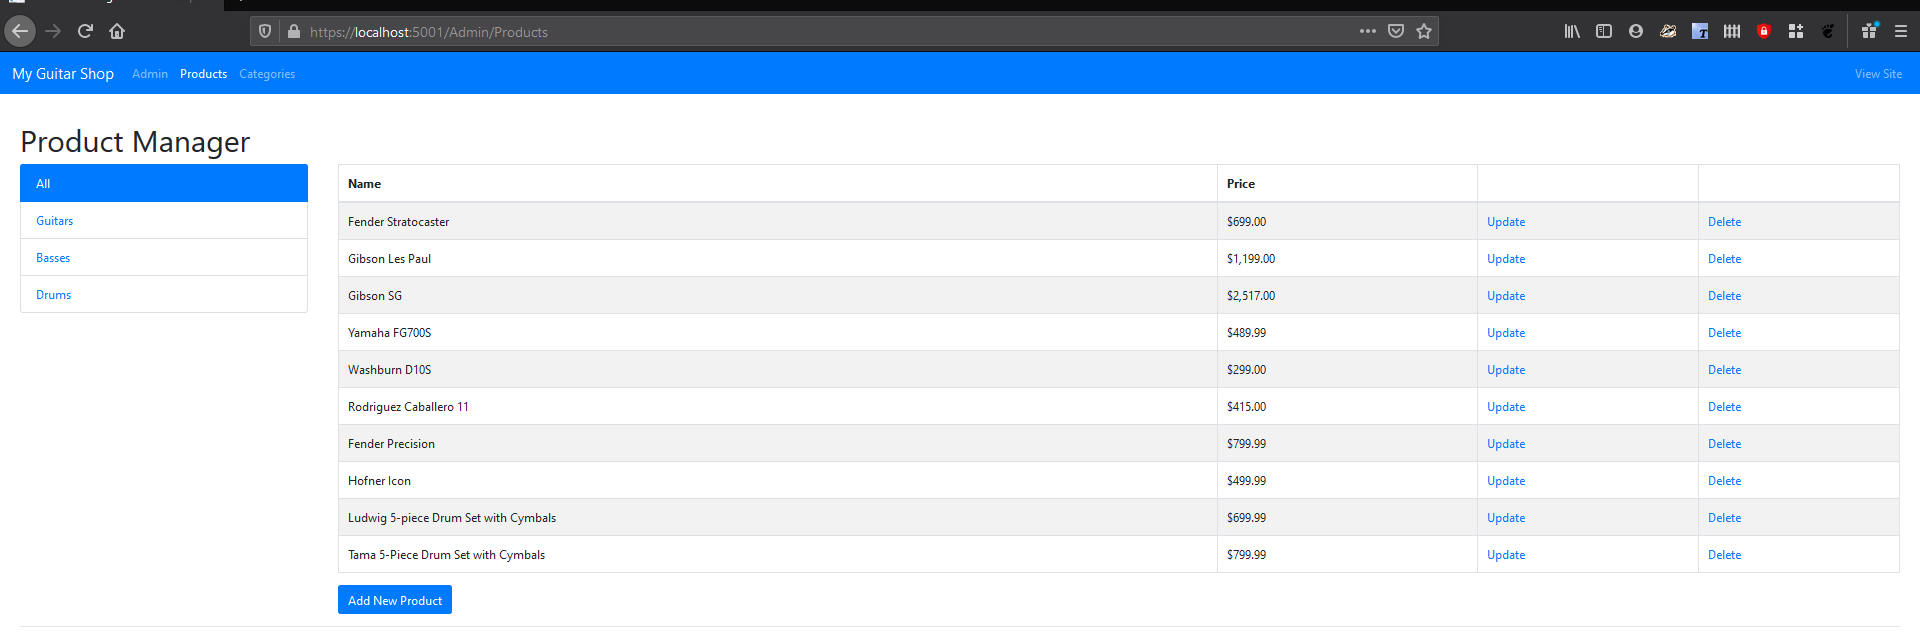 https://localhost:5001/Admin/Products
My Guitar Shop Admin Products Categories View Site
Product Manager
All
Guitars
Basses
Drums
Name Price
Fender Stratocaster $699.00 Update Delete
Gibson Les Paul $1,199.00 Update Delete
Gibson SG $2,517.00 Update Delete
Yamaha FG700S $489.99 Update Delete
Washburn D10S $299.00 Update Delete
Rodriguez Caballero 11 $415.00 Update Delete
Fender Precision $799.99 Update Delete
Hofner Icon $499.99 Update Delete
Ludwig 5-piece Drum Set with Cymbals $699.99 Update Delete
Tama 5-Piece Drum Set with Cymbals $799.99 Update Delete
Add New Product